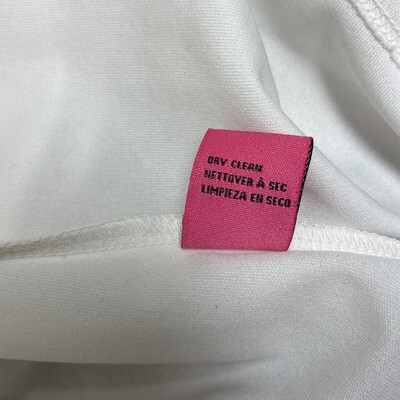 DRY CLEAN
NETTOYER À SEC
LIMPIEZA EN SECO